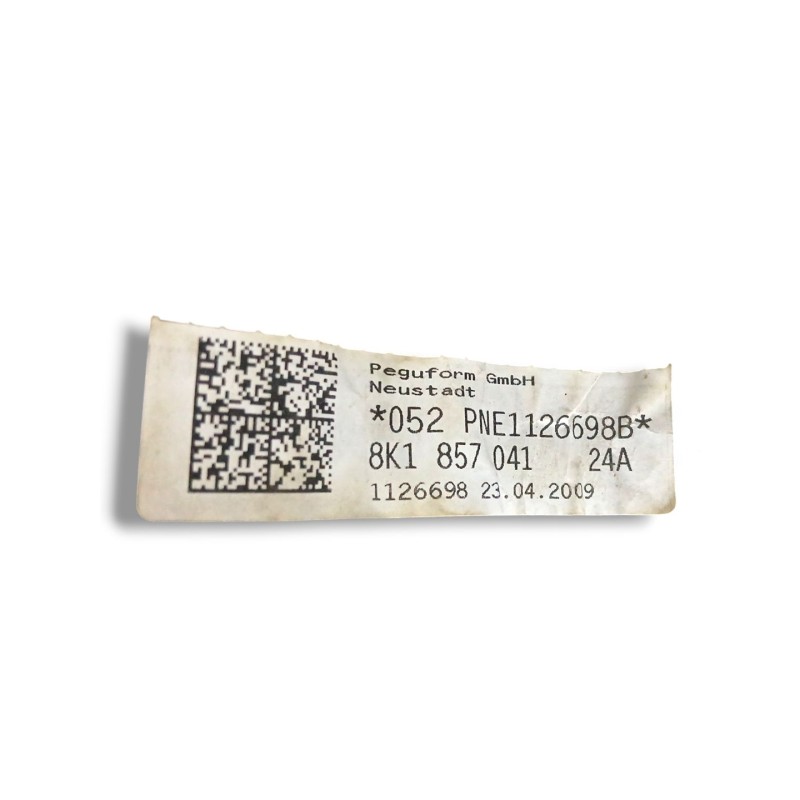 Peguform GmbH
Neustadt
*052 PNE1126698B*
8K1 857 041 24A
1126698 23.04.2009